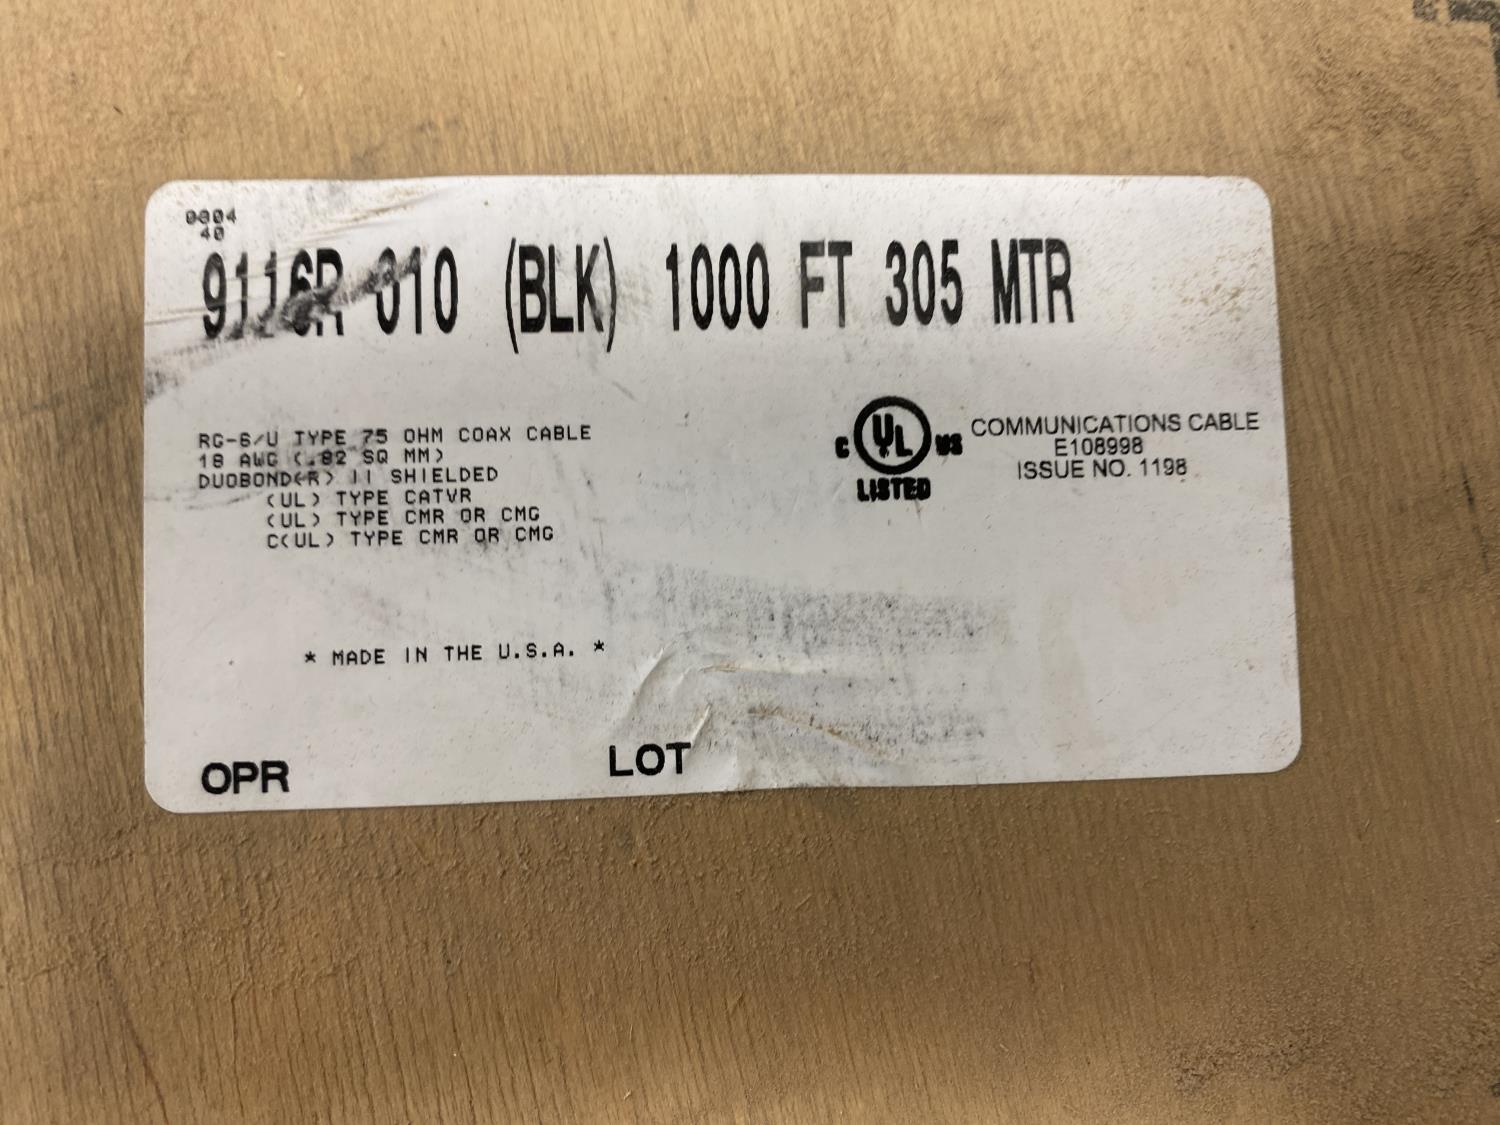 0804
40
9116R 010 (BLK) 1000 FT 305 MTR
RG-6/U TYPE 75 OHM COAX CABLE
18 AWG (.82 SQ MM)
DUOBOND(R) II SHIELDED
(UL) TYPE CATVR
(UL) TYPE CMR OR CMG
C(UL) TYPE CMR OR CMG
C UL US
LISTED
COMMUNICATIONS CABLE
E108998
ISSUE NO. 1198
* MADE IN THE U.S.A. *
OPR
LOT